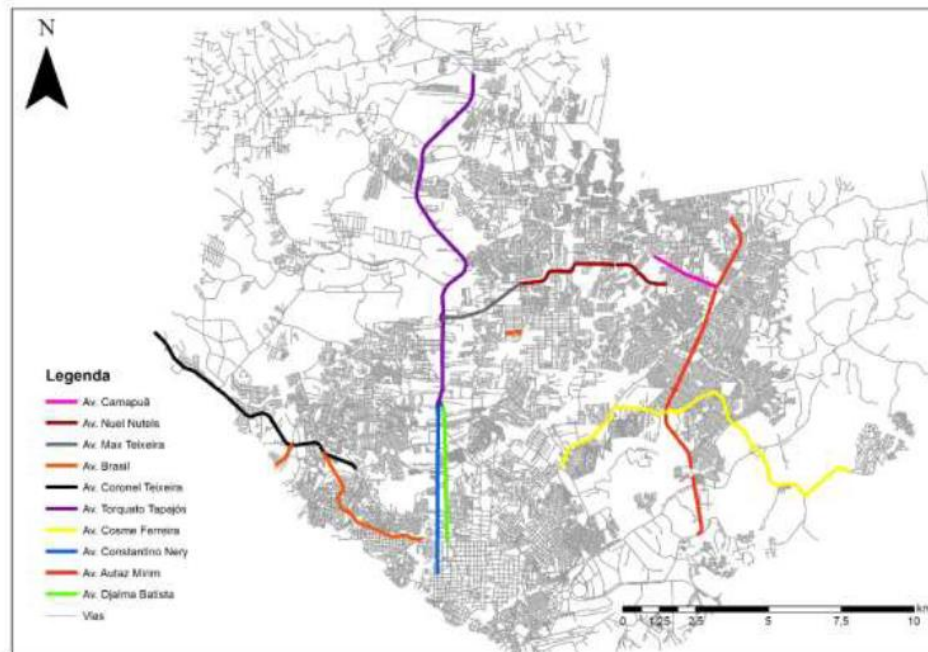 N
Legenda
Av. Camapuã
Av. Nuel Nutels
Av. Max Teixeira
Av. Brasil
Av. Coronel Teixeira
Av. Torquato Tapajós
Av. Cosme Ferreira
Av. Constantino Nery
Av. Autaz Mirim
Av. Djalma Batista
Vias
km
0 1,25 2,5 5 7,5 10